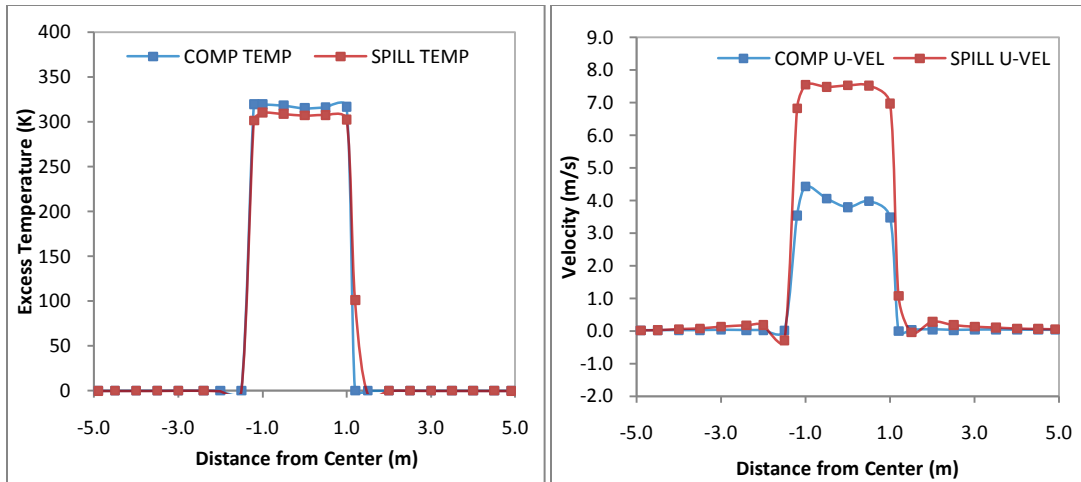 400
350
300
250
200
150
100
50
0
Excess Temperature (K)
COMP TEMP SPILL TEMP
-5.0 -3.0 -1.0 1.0 3.0 5.0
Distance from Center (m)
9.0
8.0
7.0
6.0
5.0
4.0
3.0
2.0
1.0
0.0
-1.0
-2.0
Velocity (m/s)
COMP U-VEL SPILL U-VEL
-5.0 -3.0 -1.0 1.0 3.0 5.0
Distance from Center (m)